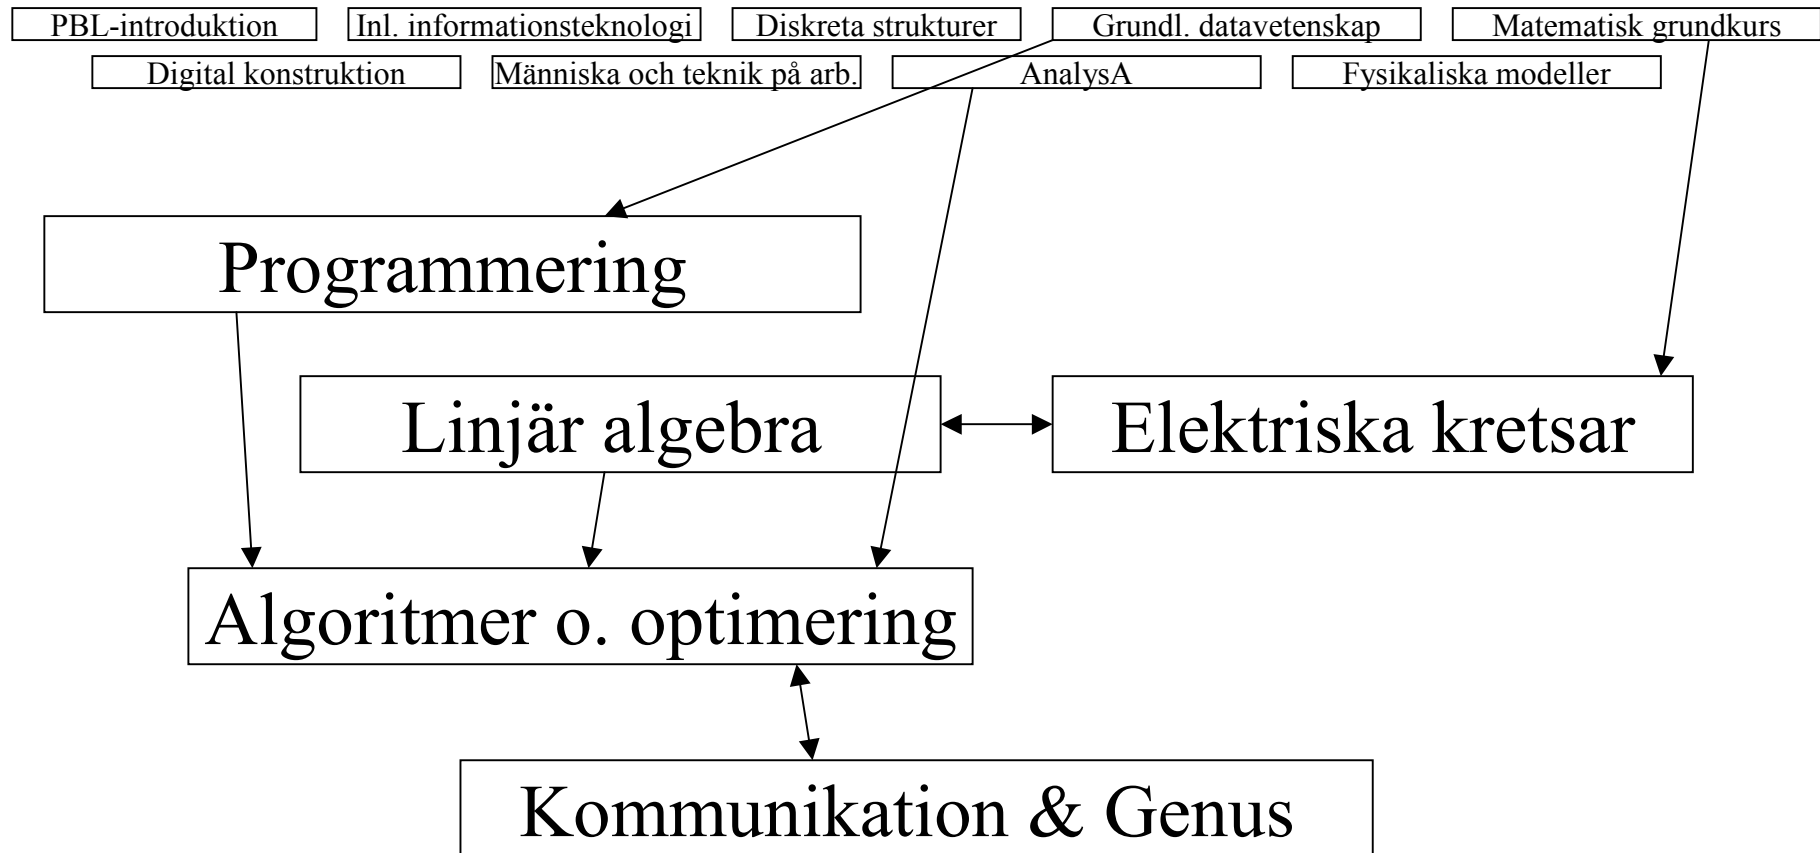 PBL-introduktion
Inl. informationsteknologi
Diskreta strukturer
Grundl. datavetenskap
Matematisk grundkurs
Digital konstruktion
Människa och teknik på arb.
AnalysA
Fysikaliska modeller
Programmering
Linjär algebra
Elektriska kretsar
Algoritmer o. optimering
Kommunikation & Genus